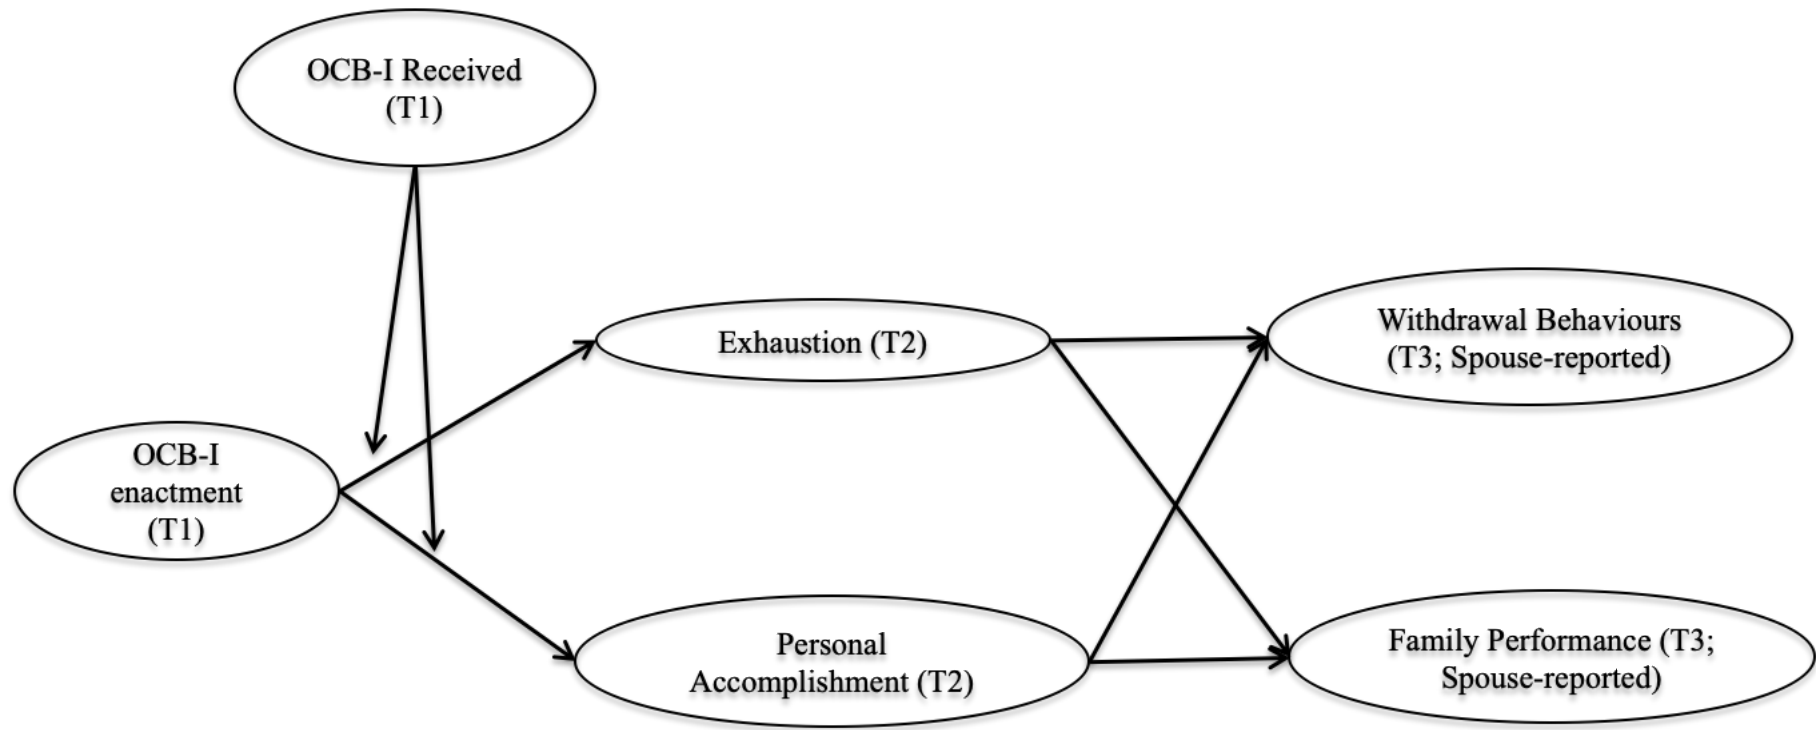 OCB-I Received
(T1)
Exhaustion (T2)
Withdrawal Behaviours
(T3; Spouse-reported)
OCB-I
enactment
(T1)
Personal
Accomplishment (T2)
Family Performance (T3;
Spouse-reported)